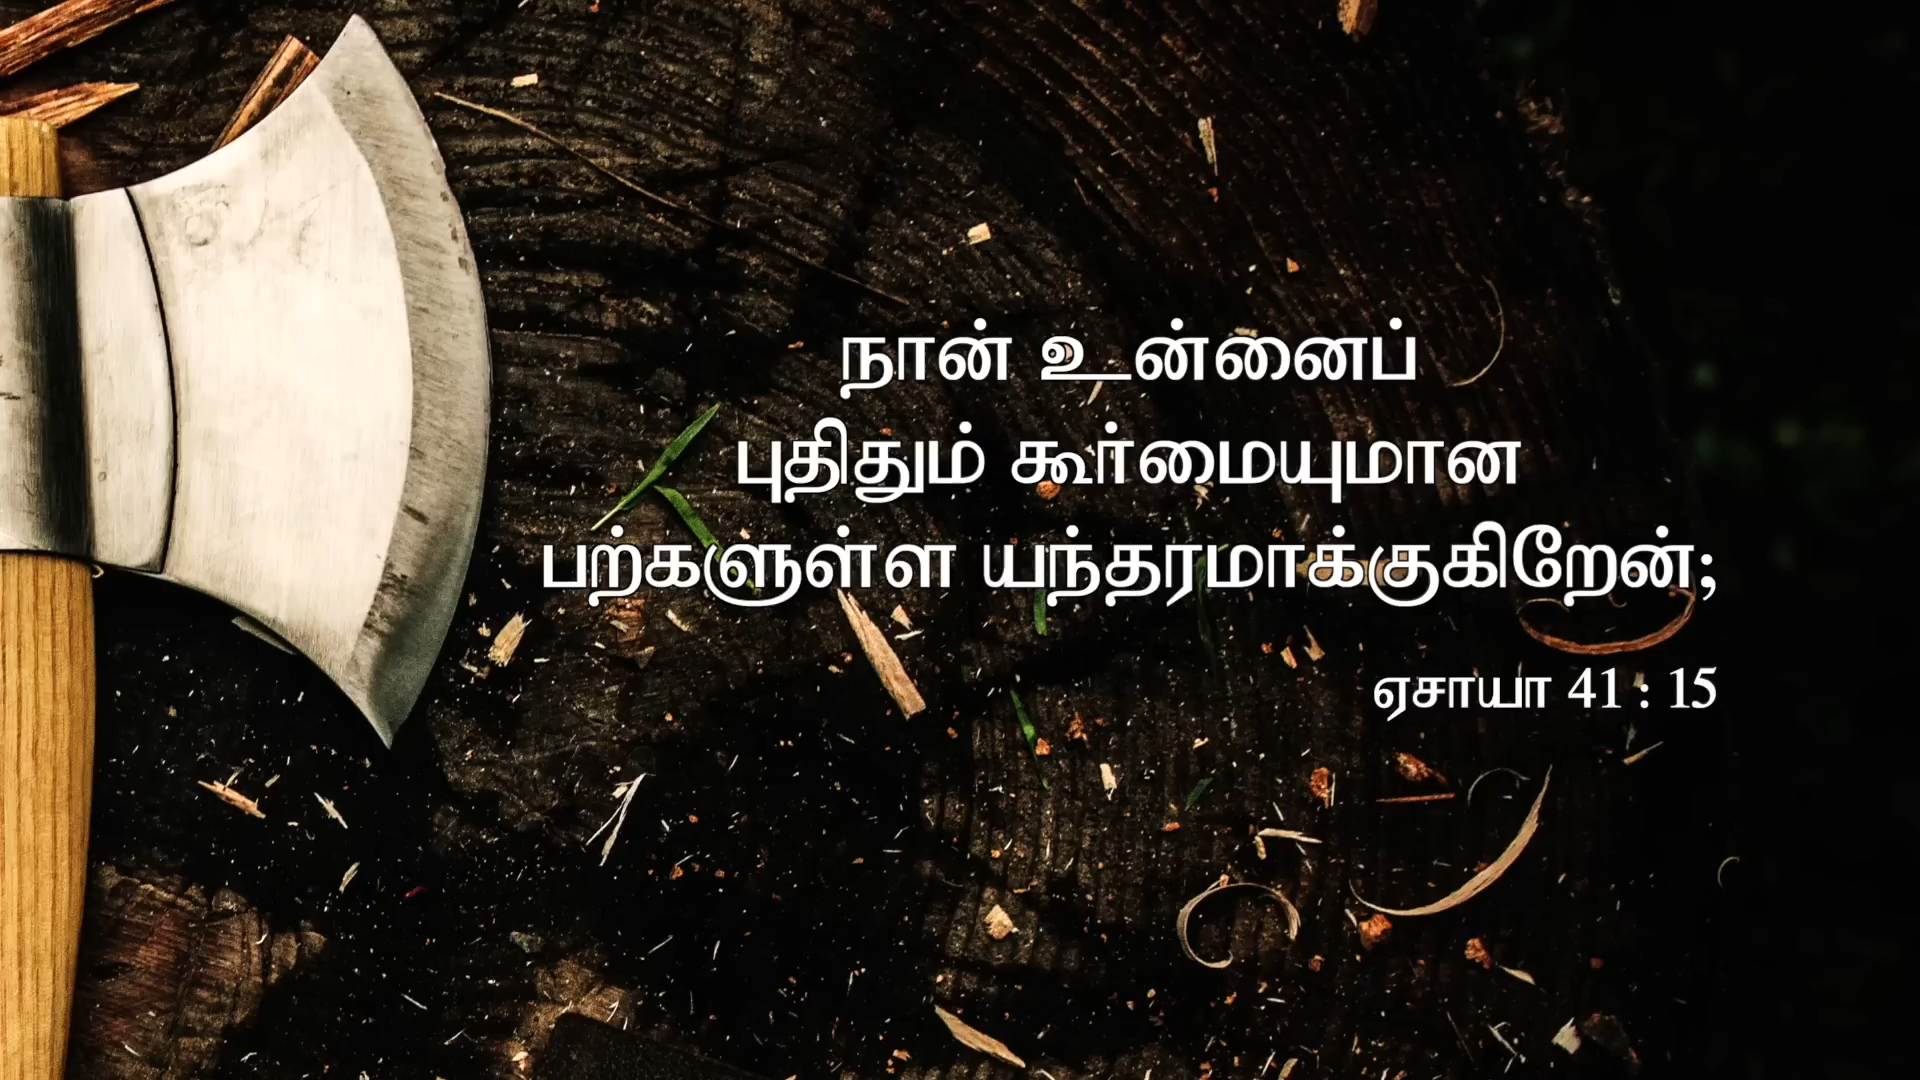 நான் உன்னைப்
புதிதும் கூர்மையுமான
பற்களுள்ள யந்தரமாக்குகிறேன்;
ஏசாயா 41 : 15